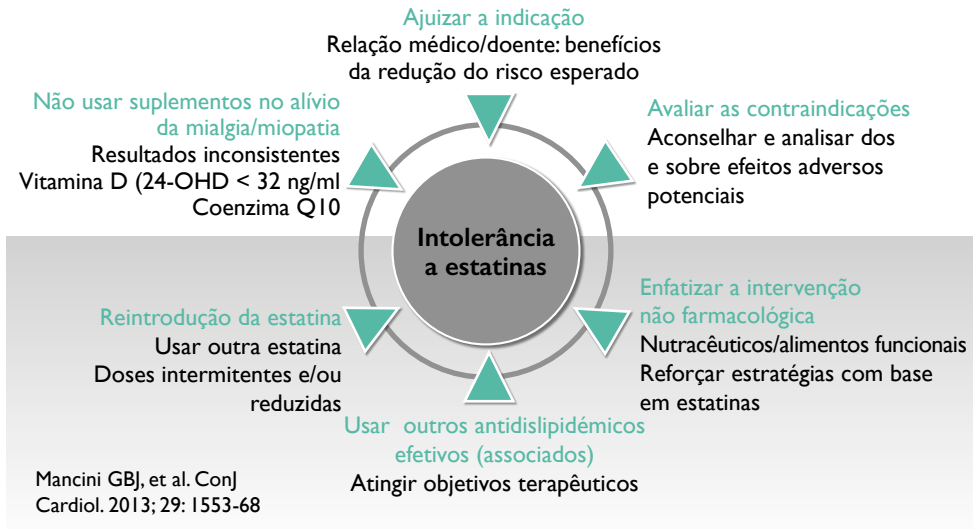 Ajuizar a indicação
Relação médico/doente: benefícios
da redução do risco esperado
Avaliar as contraindicações
Aconselhar e analisar dos
e sobre efeitos adversos
potenciais
Enfatizar a intervenção
não farmacológica
Nutracêuticos/alimentos funcionais
Reforçar estratégias com base
em estatinas
Usar outros antidislipidémicos
efetivos (associados)
Atingir objetivos terapêuticos
Reintrodução da estatina
Usar outra estatina
Doses intermitentes e/ou
reduzidas
Não usar suplementos no alívio
da mialgia/miopatia
Resultados inconsistentes
Vitamina D (24-OHD < 32 ng/ml
Coenzima Q10
Intolerância
a estatinas
Mancini GBJ, et al. ConJ
Cardiol. 2013; 29: 1553-68